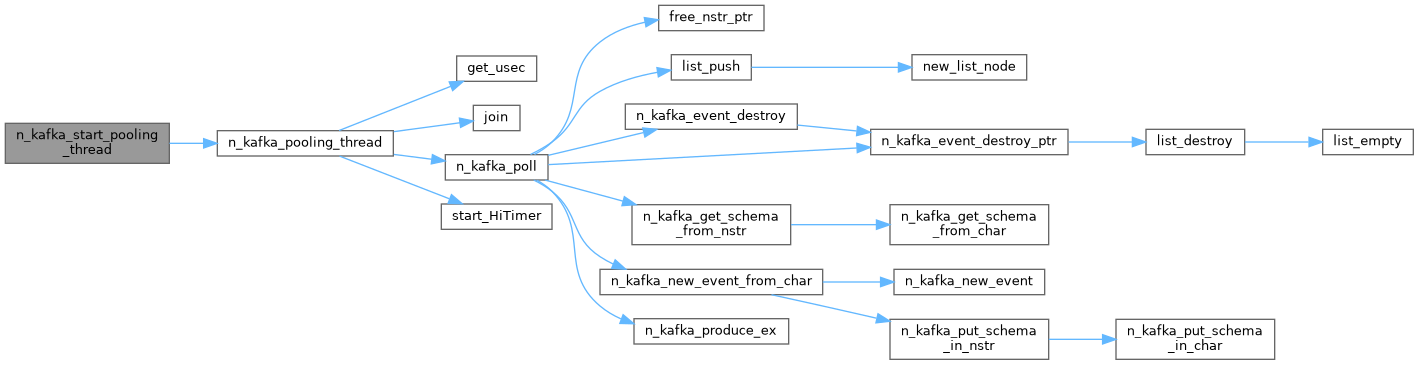 free_nstr_ptr
get_usec
list_push
new_list_node
join
n_kafka_event_destroy
n_kafka_start_pooling
_thread
n_kafka_pooling_thread
n_kafka_event_destroy_ptr
list_destroy
list_empty
n_kafka_poll
start_HiTimer
n_kafka_get_schema
_from_nstr
n_kafka_get_schema
_from_char
n_kafka_new_event_from_char
n_kafka_new_event
n_kafka_produce_ex
n_kafka_put_schema
_in_nstr
n_kafka_put_schema
_in_char